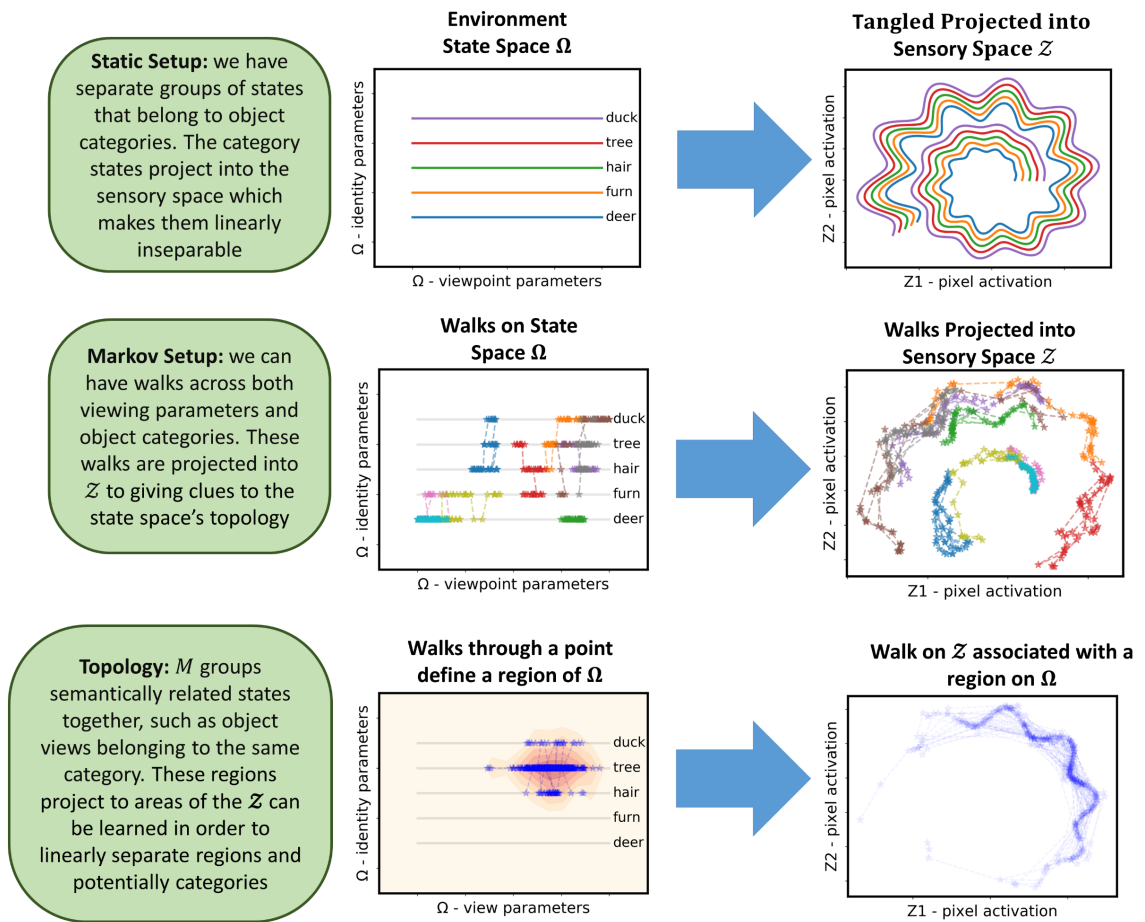 Static Setup: we have
separate groups of states
that belong to object
categories. The category
states project into the
sensory space which
makes them linearly
inseparable
Environment
State Space Ω
Ω - identity parameters
duck
tree
hair
furn
deer
Ω - viewpoint parameters
Tangled Projected into
Sensory Space 𝒵
Z2 - pixel activation
Z1 - pixel activation
Markov Setup: we can
have walks across both
viewing parameters and
object categories. These
walks are projected into
𝒵 to giving clues to the
state space’s topology
Walks on State
Space Ω
Ω - identity parameters
duck
tree
hair
furn
deer
Ω - viewpoint parameters
Walks Projected into
Sensory Space 𝒵
Z2 - pixel activation
Z1 - pixel activation
Topology: M groups
semantically related states
together, such as object
views belonging to the same
category. These regions
project to areas of the 𝒵 can
be learned in order to
linearly separate regions and
potentially categories
Walks through a point
define a region of Ω
Ω - identity parameters
duck
tree
hair
furn
deer
Ω - view parameters
Walk on 𝒵 associated with a
region on Ω
Z2 - pixel activation
Z1 - pixel activation